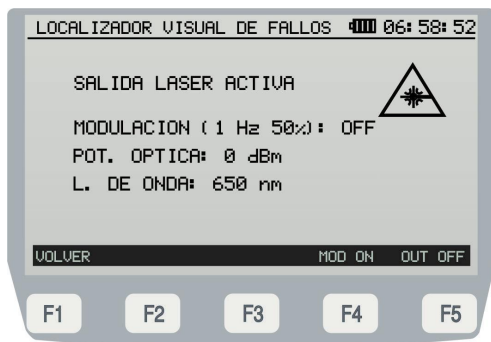 LOCALIZADOR VISUAL DE FALLOS 06:58:52
SALIDA LASER ACTIVA
MODULACION (1 Hz 50%): OFF
POT. OPTICA: 0 dBm
L. DE ONDA: 650 nm
VOLVER MOD ON OUT OFF
F1 F2 F3 F4 F5